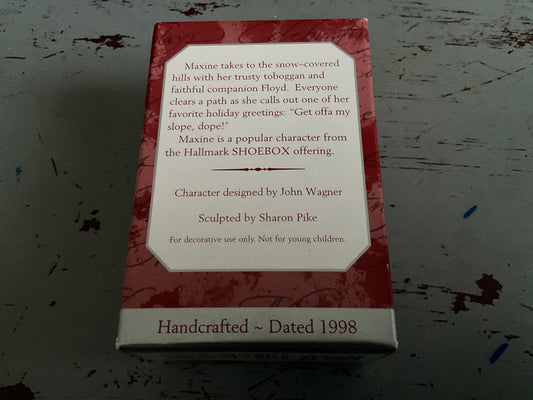 Maxine takes to the snow-covered
hills with her trusty toboggan and
faithful companion Floyd. Everyone
clears a path as she calls out one of her
favorite holiday greetings: "Get offa my
slope, dope!"
Maxine is a popular character from
the Hallmark SHOEBOX offering.
Character designed by John Wagner
Sculpted by Sharon Pike
For decorative use only. Not for young children.
Handcrafted ~ Dated 1998